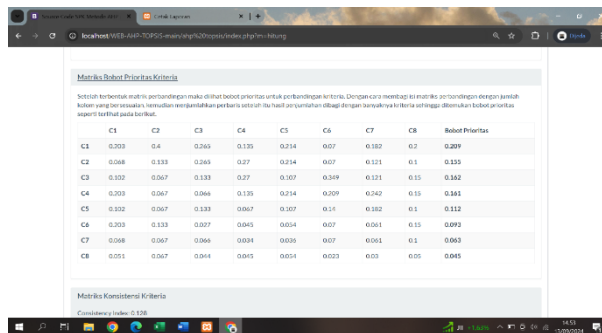 Cetak Laporan
localhost/WEB-AHP-TOPSIS-main/ahp%20topsis/index.php?m=hitung
Matriks Bobot Prioritas Kriteria
Setelah terbentuk matrik perbandingan maka dilihat bobot prioritas untuk perbandingan kriteria. Dengan cara membagi isi matriks perbandingan dengan jumlah
kolom yang bersesuaian, kemudian menjumlahkan perbaris setelah itu hasil penjumlahan dibagi dengan banyaknya kriteria sehingga ditemukan bobot prioritas
seperti terlihat pada berikut.
C1 C2 C3 C4 C5 C6 C7 C8 Bobot Prioritas
C1 0.203 0.4 0.265 0.135 0.214 0.07 0.182 0.2 0.209
C2 0.068 0.133 0.265 0.27 0.214 0.07 0.121 0.1 0.155
C3 0.102 0.067 0.133 0.27 0.107 0.349 0.121 0.15 0.162
C4 0.203 0.067 0.066 0.135 0.214 0.209 0.242 0.15 0.161
C5 0.102 0.067 0.133 0.067 0.107 0.14 0.182 0.1 0.112
C6 0.203 0.133 0.027 0.045 0.054 0.07 0.061 0.15 0.093
C7 0.068 0.067 0.066 0.034 0.036 0.07 0.061 0.1 0.063
C8 0.051 0.067 0.044 0.045 0.054 0.023 0.03 0.05 0.045
Matriks Konsistensi Kriteria
Consistency Index: 0.128
14:53
13/09/2024